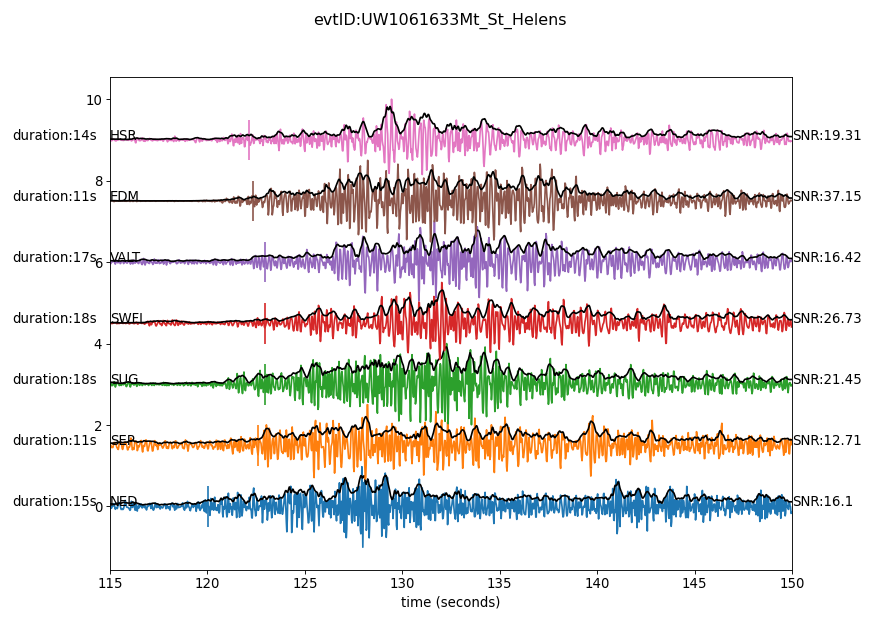 evtID:UW1061633Mt_St_Helens
10
duration:14s HSR SNR:19.31
8
duration:11s EDM SNR:37.15
duration:17s VALT SNR:16.42
6
duration:18s SWFL SNR:26.73
4
duration:18s SUG SNR:21.45
2
duration:11s SEP SNR:12.71
duration:15s NED SNR:16.1
0
115 120 125 130 135 140 145 150
time (seconds)